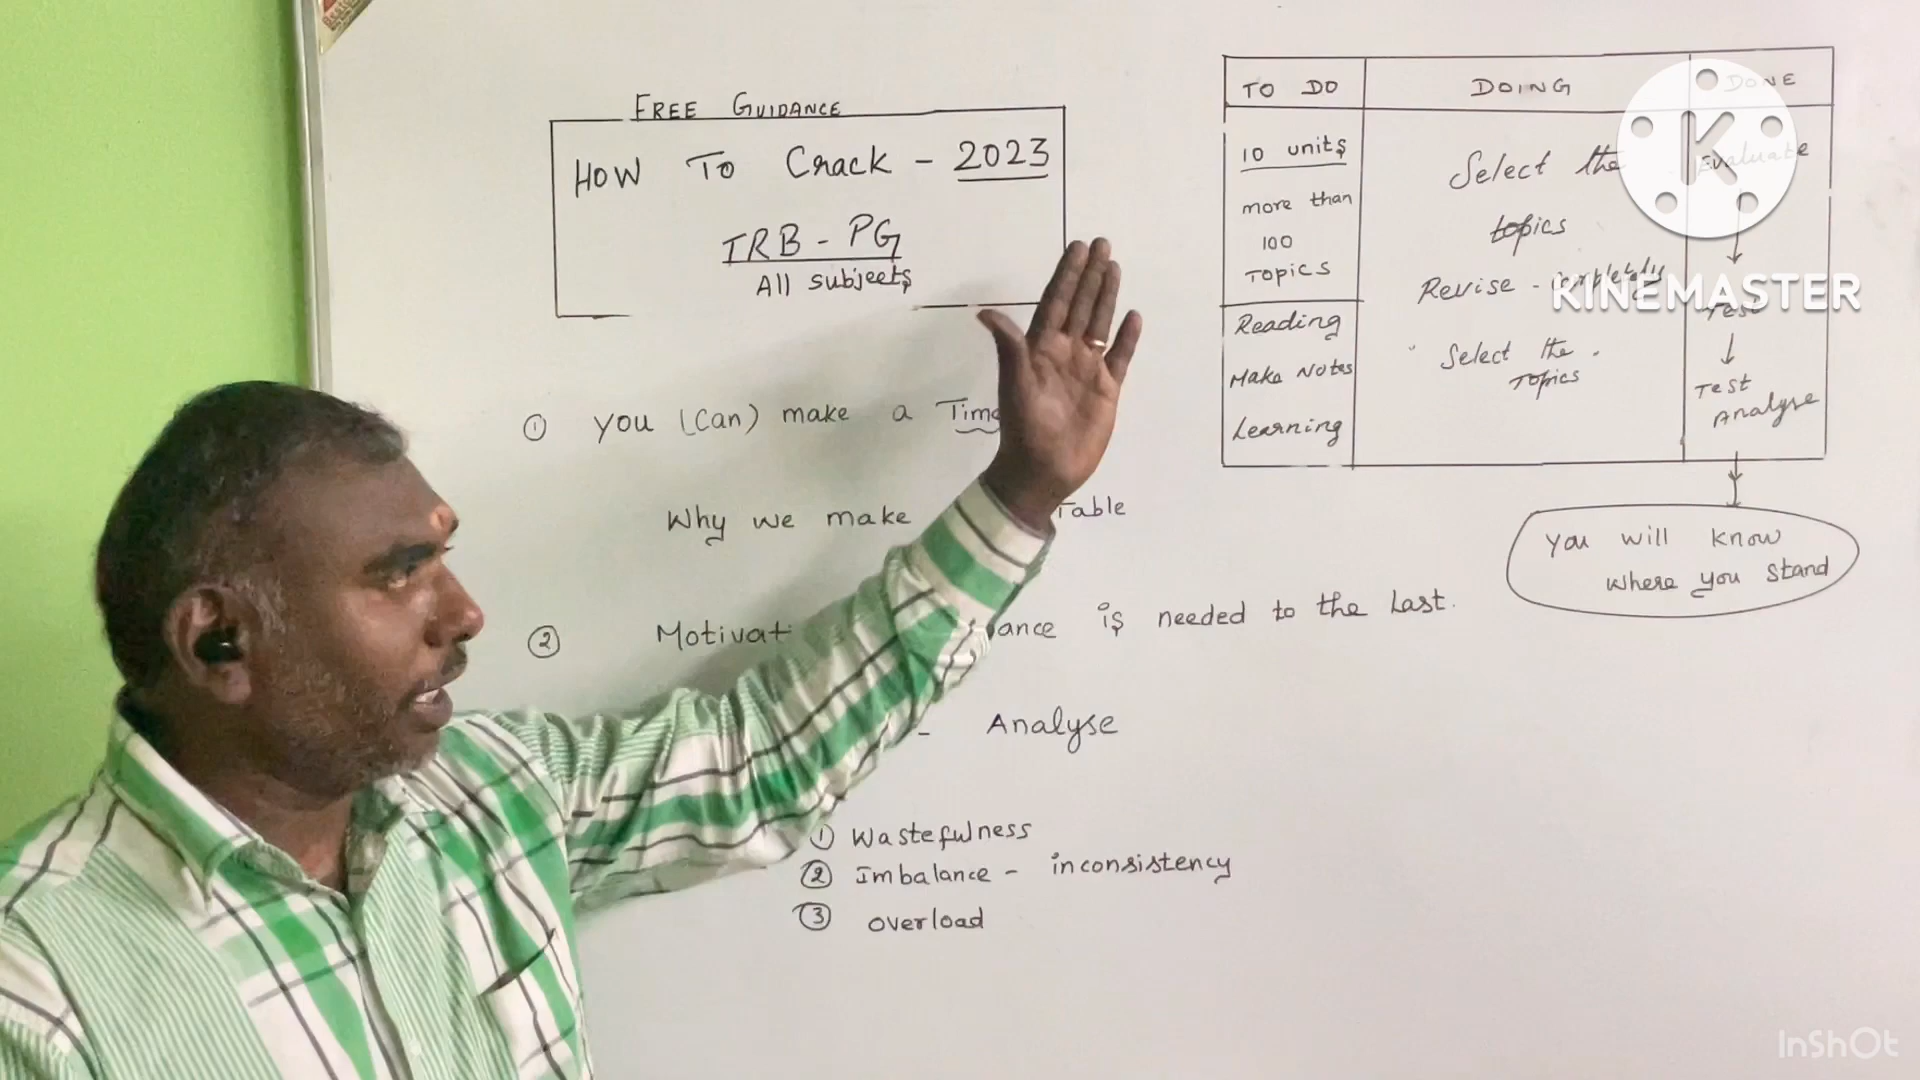 FREE GUIDANCE
HOW TO Crack - 2023
TRB - PG
All subjects
① YOU (Can) make a Time
Why we make Table
② Motivat ance is needed to the Last.
- Analyse
① Wastefulness
② Imbalance - inconsistency
③ overload
TO DO
10 units
more than
100
Topics
Reading
Make Notes
Learning
DOING
Select the
topics
Revise - completely
" Select the "
Topics
DONE
Evaluate
Test
Test
Analyse
you will know
where you stand
KINEMASTER
InShOt